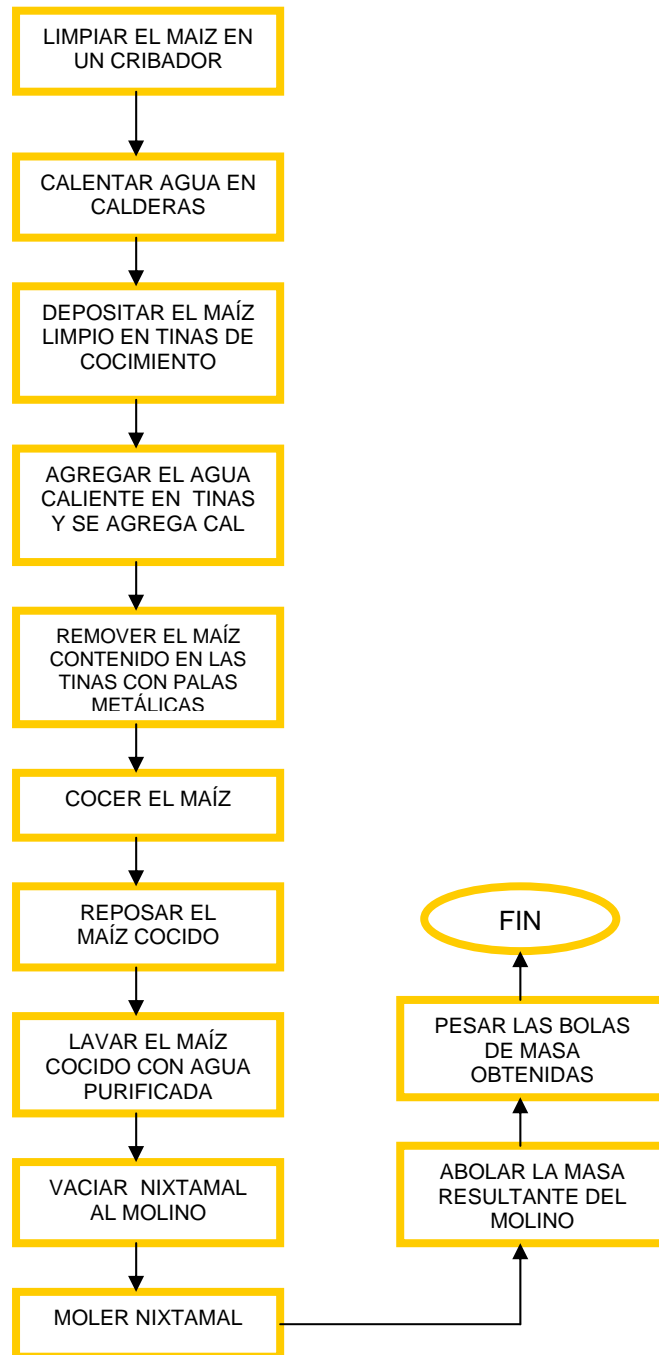 LIMPIAR EL MAIZ EN
UN CRIBADOR
CALENTAR AGUA EN
CALDERAS
DEPOSITAR EL MAÍZ
LIMPIO EN TINAS DE
COCIMIENTO
AGREGAR EL AGUA
CALIENTE EN TINAS
Y SE AGREGA CAL
REMOVER EL MAÍZ
CONTENIDO EN LAS
TINAS CON PALAS
METÁLICAS
COCER EL MAÍZ
REPOSAR EL
MAÍZ COCIDO
LAVAR EL MAÍZ
COCIDO CON AGUA
PURIFICADA
VACIAR NIXTAMAL
AL MOLINO
MOLER NIXTAMAL
ABOLAR LA MASA
RESULTANTE DEL
MOLINO
PESAR LAS BOLAS
DE MASA
OBTENIDAS
FIN